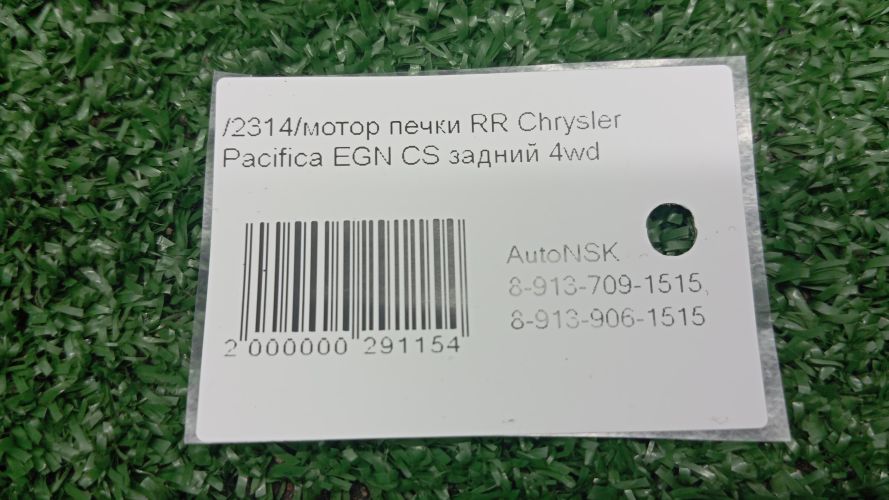 /2314/мотор печки RR Chrysler
Pacifica EGN CS задний 4wd
AutoNSK
8-913-709-1515,
8-913-906-1515
2 000000 291154